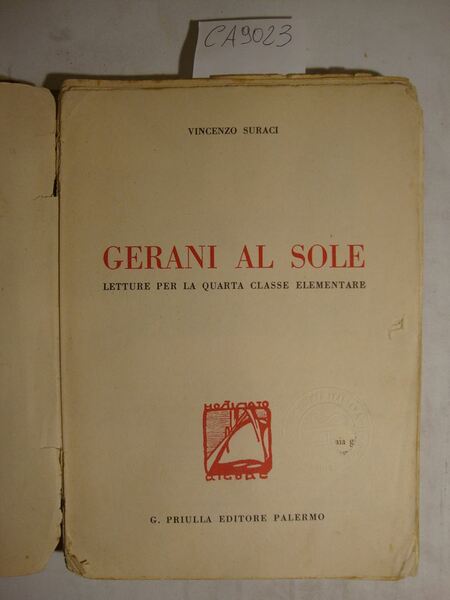 CA9023
VINCENZO SURACI
GERANI AL SOLE
LETTURE PER LA QUARTA CLASSE ELEMENTARE
G. PRIULLA EDITORE PALERMO